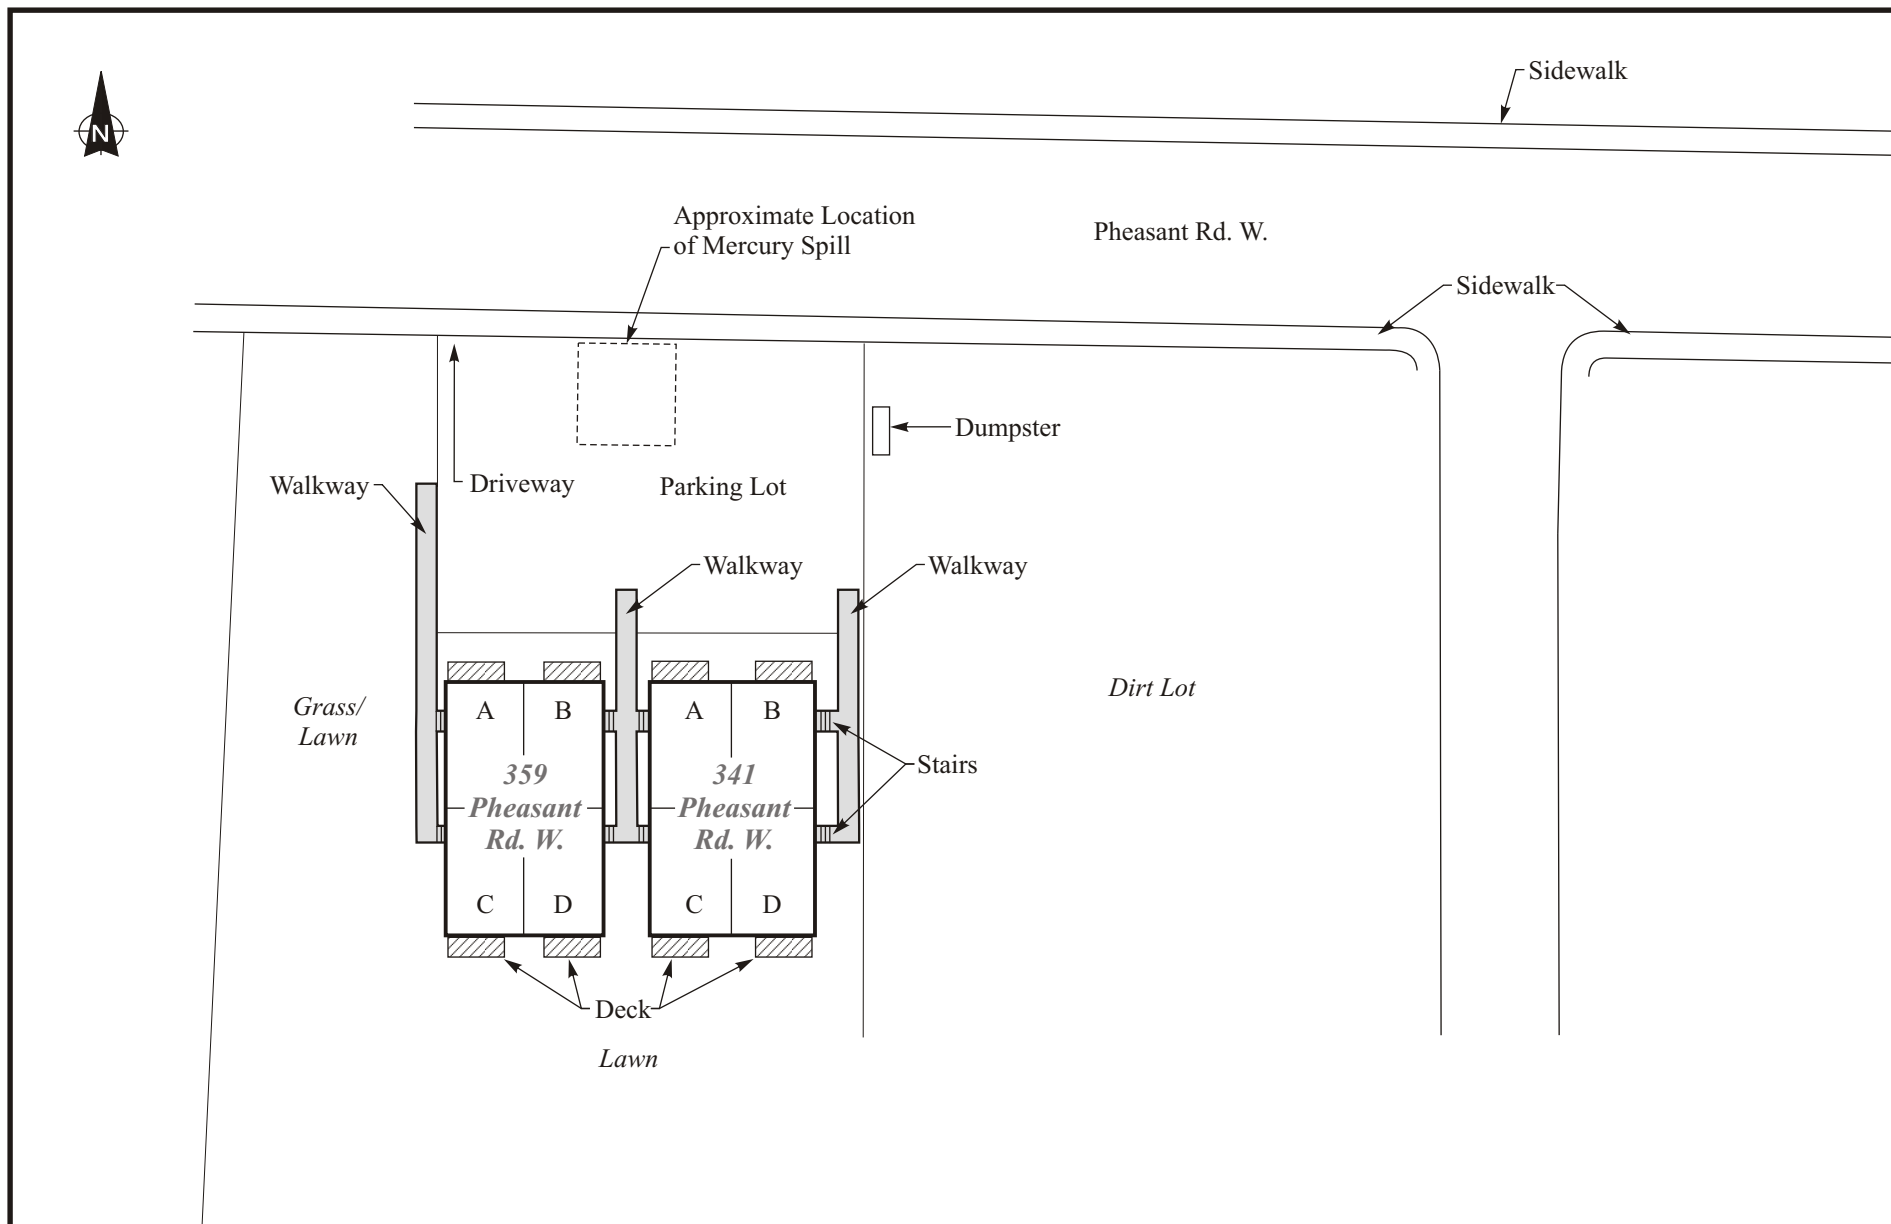 Sidewalk
N
Approximate Location
of Mercury Spill
Pheasant Rd. W.
Sidewalk
Dumpster
Walkway
Driveway
Parking Lot
Walkway
Walkway
Grass/
Lawn
Dirt Lot
A
B
A
B
359
Pheasant
Rd. W.
341
Pheasant
Rd. W.
Stairs
C
D
C
D
Deck
Lawn